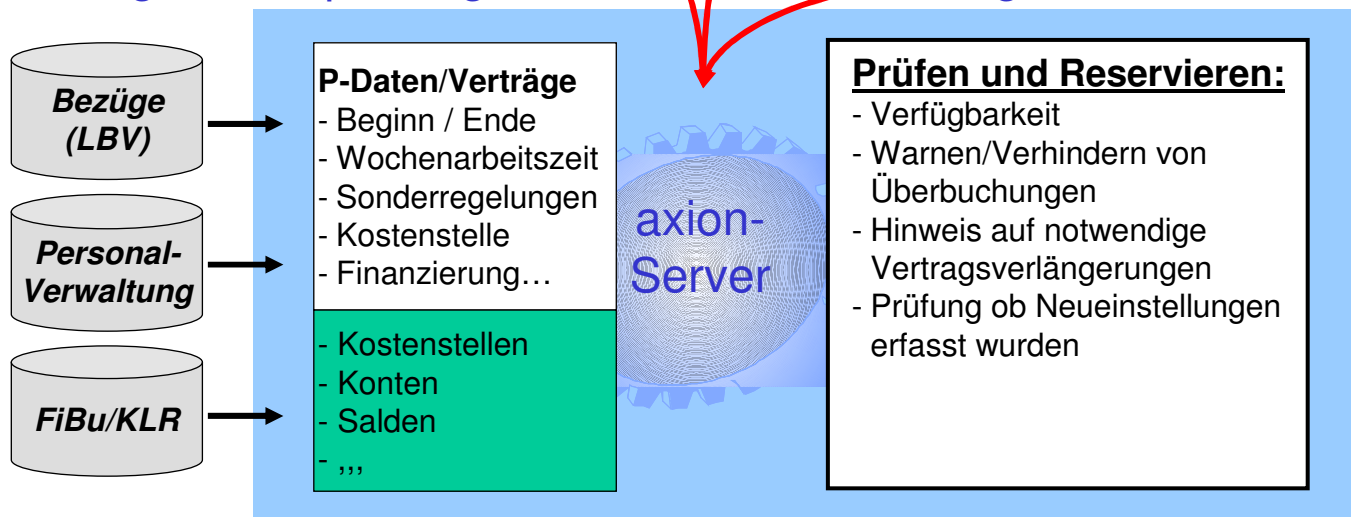 Bezüge
(LBV)
Personal-
Verwaltung
FiBu/KLR
P-Daten/Verträge
- Beginn / Ende
- Wochenarbeitszeit
- Sonderregelungen
- Kostenstelle
- Finanzierung…
- Kostenstellen
- Konten
- Salden
- ,,,
axion-
Server
Prüfen und Reservieren:
- Verfügbarkeit
- Warnen/Verhindern von
Überbuchungen
- Hinweis auf notwendige
Vertragsverlängerungen
- Prüfung ob Neueinstellungen
erfasst wurden